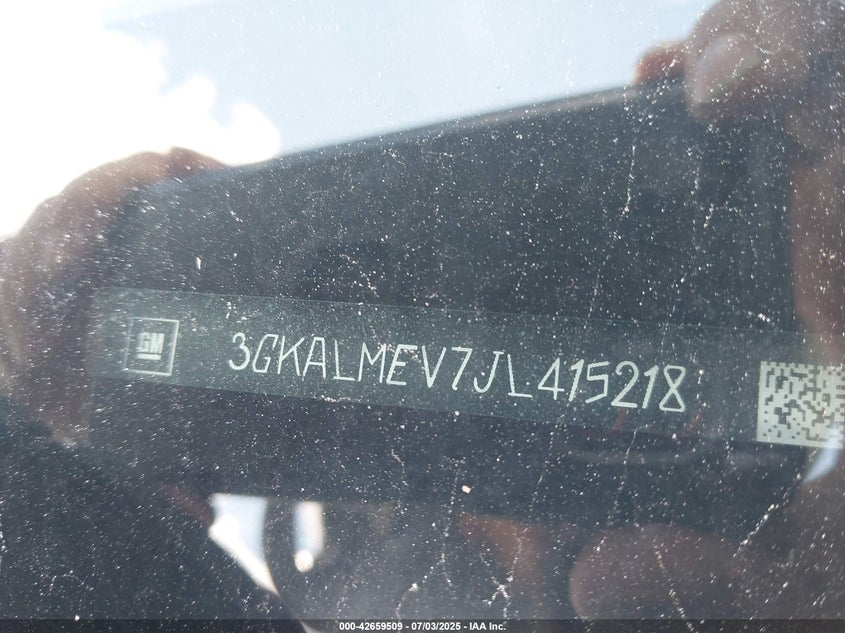 GM
3GKALMEV7JL415218
000-42659509 - 07/03/2025 - IAA Inc.